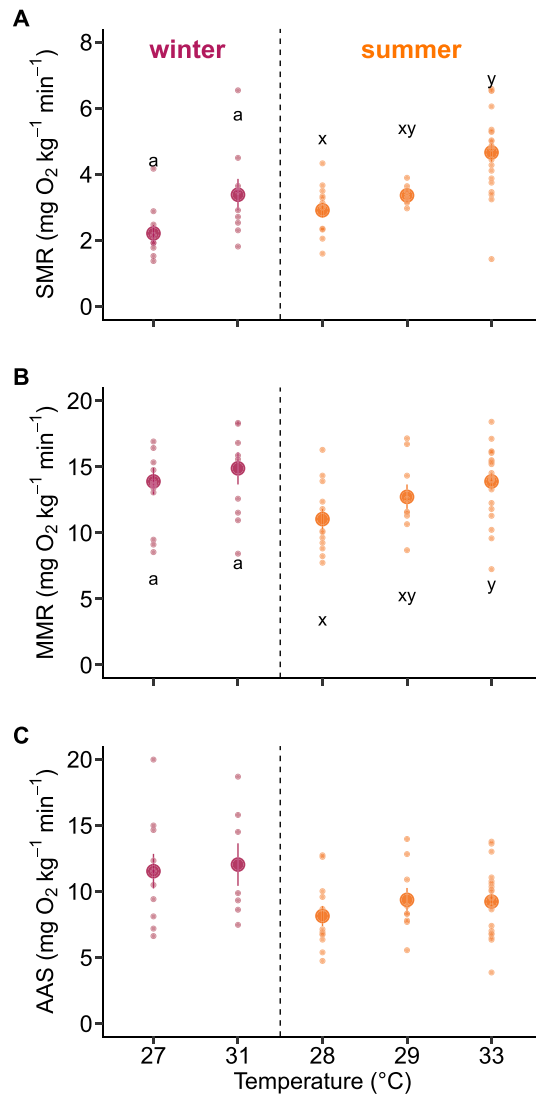 A
winter summer
SMR (mg O₂ kg⁻¹ min⁻¹)
8
6
4
2
0
a
a
x
xy
y
B
MMR (mg O₂ kg⁻¹ min⁻¹)
20
15
10
5
0
a
a
x
xy
y
C
AAS (mg O₂ kg⁻¹ min⁻¹)
20
15
10
5
0
27 31 28 29 33
Temperature (°C)